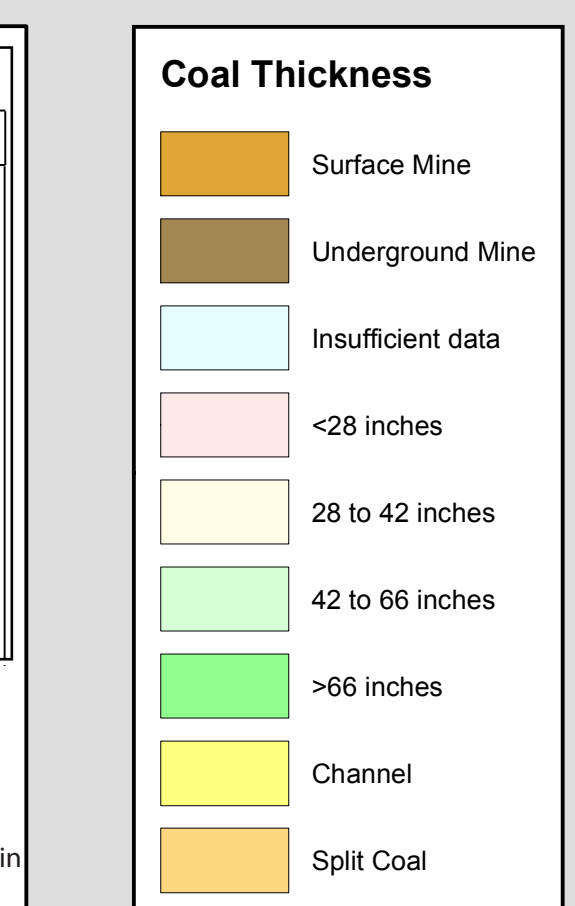 Coal Thickness
Surface Mine
Underground Mine
Insufficient data
<28 inches
28 to 42 inches
42 to 66 inches
>66 inches
Channel
Split Coal
in